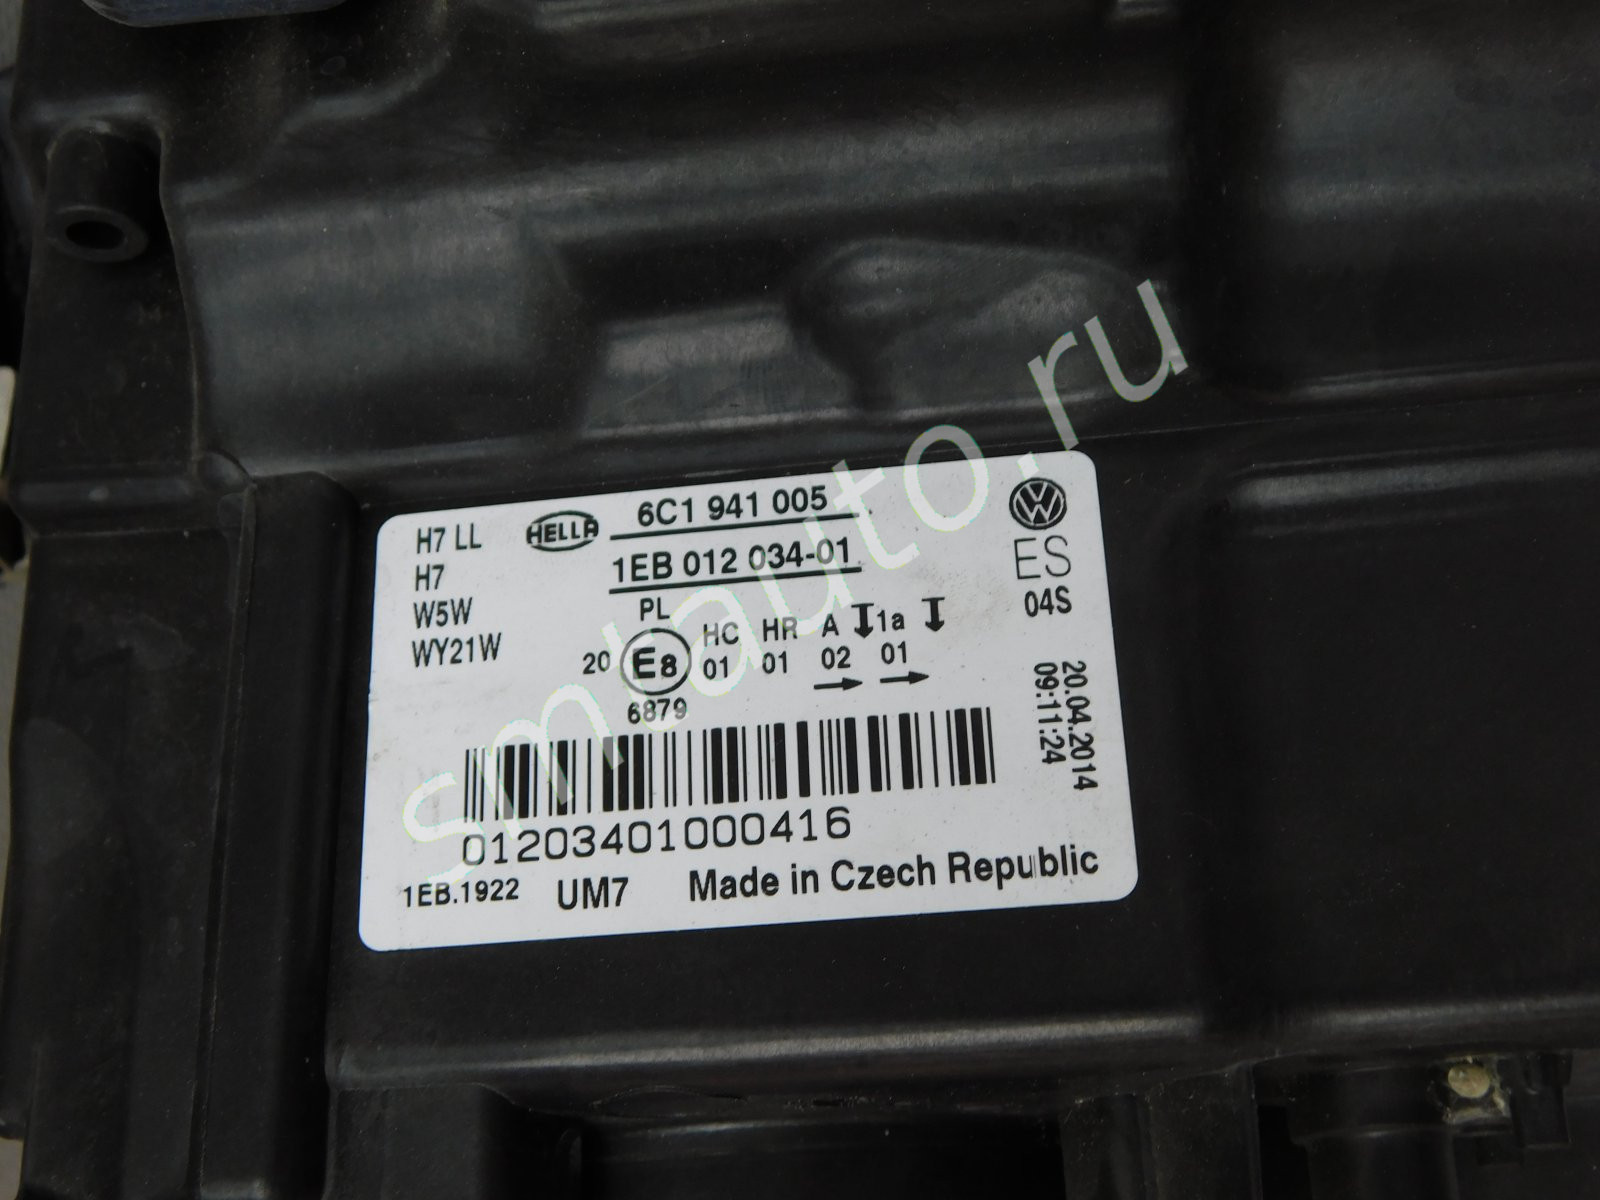 H7 LL
H7
W5W
WY21W
HELLA
6C1 941 005
1EB 012 034-01
PL
20 E8 6879
HC HR A 1a
01 01 02 01
VW
ES
04S
20.04.2014
09:11:24
01203401000416
1EB.1922 UM7 Made in Czech Republic
smtauto.ru